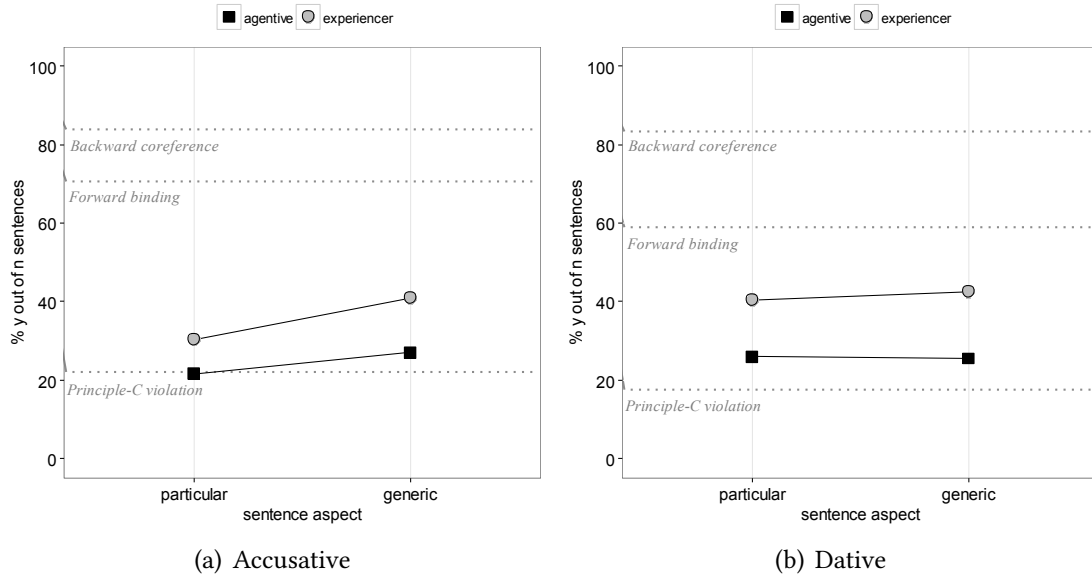 agentive experiencer
% y out of n sentences
100
80
60
40
20
0
Backward coreference
Forward binding
Principle-C violation
particular generic
sentence aspect
(a) Accusative
agentive experiencer
% y out of n sentences
100
80
60
40
20
0
Backward coreference
Forward binding
Principle-C violation
particular generic
sentence aspect
(b) Dative